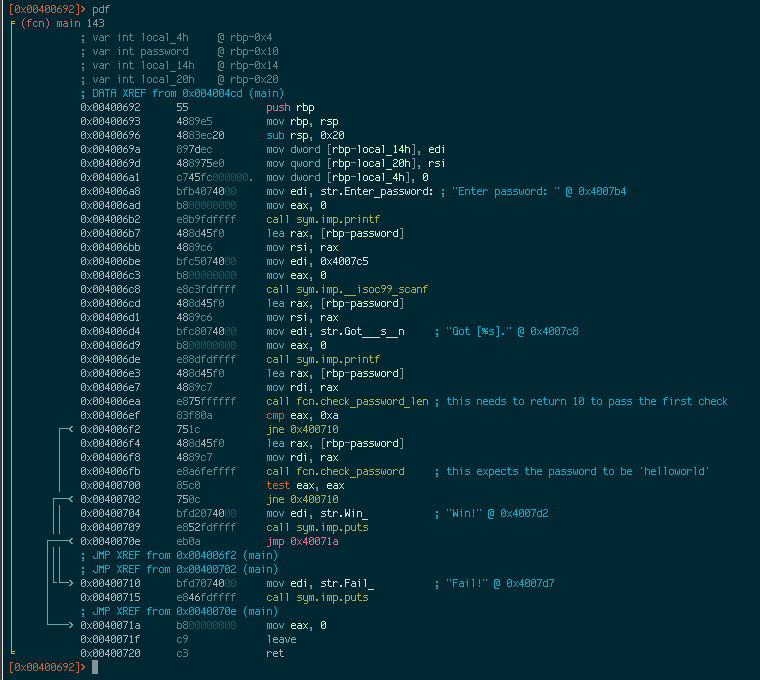 [0x00400692]> pdf
(fcn) main 143
; var int local_4h @ rbp-0x4
; var int password @ rbp-0x10
; var int local_14h @ rbp-0x14
; var int local_20h @ rbp-0x20
; DATA XREF from 0x004004cd (main)
0x00400692 55 push rbp
0x00400693 4889e5 mov rbp, rsp
0x00400696 4883ec20 sub rsp, 0x20
0x0040069a 897dec mov dword [rbp-local_14h], edi
0x0040069d 488975e0 mov qword [rbp-local_20h], rsi
0x004006a1 c745fc000000. mov dword [rbp-local_4h], 0
0x004006a8 bfb4074000 mov edi, str.Enter_password: ; "Enter password: " @ 0x4007b4
0x004006ad b800000000 mov eax, 0
0x004006b2 e8b9fdffff call sym.imp.printf
0x004006b7 488d45f0 lea rax, [rbp-password]
0x004006bb 4889c6 mov rsi, rax
0x004006be bfc5074000 mov edi, 0x4007c5
0x004006c3 b800000000 mov eax, 0
0x004006c8 e8c3fdffff call sym.imp.__isoc99_scanf
0x004006cd 488d45f0 lea rax, [rbp-password]
0x004006d1 4889c6 mov rsi, rax
0x004006d4 bfc8074000 mov edi, str.Got___s__n ; "Got [%s]." @ 0x4007c8
0x004006d9 b800000000 mov eax, 0
0x004006de e88dfdffff call sym.imp.printf
0x004006e3 488d45f0 lea rax, [rbp-password]
0x004006e7 4889c7 mov rdi, rax
0x004006ea e875ffffff call fcn.check_password_len ; this needs to return 10 to pass the first check
0x004006ef 83f80a cmp eax, 0xa
0x004006f2 751c jne 0x400710
0x004006f4 488d45f0 lea rax, [rbp-password]
0x004006f8 4889c7 mov rdi, rax
0x004006fb e8a6feffff call fcn.check_password ; this expects the password to be 'helloworld'
0x00400700 85c0 test eax, eax
0x00400702 750c jne 0x400710
0x00400704 bfd2074000 mov edi, str.Win_ ; "Win!" @ 0x4007d2
0x00400709 e852fdffff call sym.imp.puts
0x0040070e eb0a jmp 0x40071a
; JMP XREF from 0x004006f2 (main)
; JMP XREF from 0x00400702 (main)
0x00400710 bfd7074000 mov edi, str.Fail_ ; "Fail!" @ 0x4007d7
0x00400715 e846fdffff call sym.imp.puts
; JMP XREF from 0x0040070e (main)
0x0040071a b800000000 mov eax, 0
0x0040071f c9 leave
0x00400720 c3 ret
[0x00400692]>